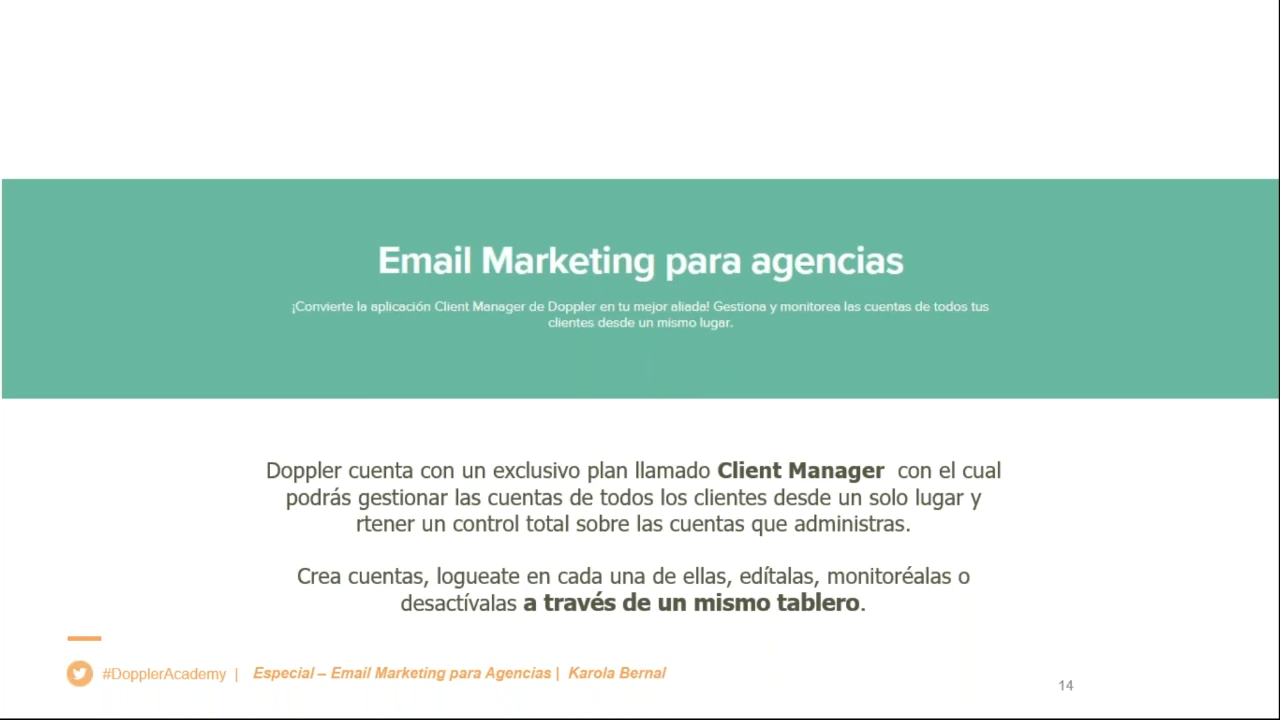 Email Marketing para agencias
¡Convierte la aplicación Client Manager de Doppler en tu mejor aliada! Gestiona y monitorea las cuentas de todos tus
clientes desde un mismo lugar.
Doppler cuenta con un exclusivo plan llamado Client Manager con el cual
podrás gestionar las cuentas de todos los clientes desde un solo lugar y
rtener un control total sobre las cuentas que administras.
Crea cuentas, logueate en cada una de ellas, edítalas, monitoréalas o
desactívalas a través de un mismo tablero.
#DopplerAcademy | Especial – Email Marketing para Agencias | Karola Bernal
14